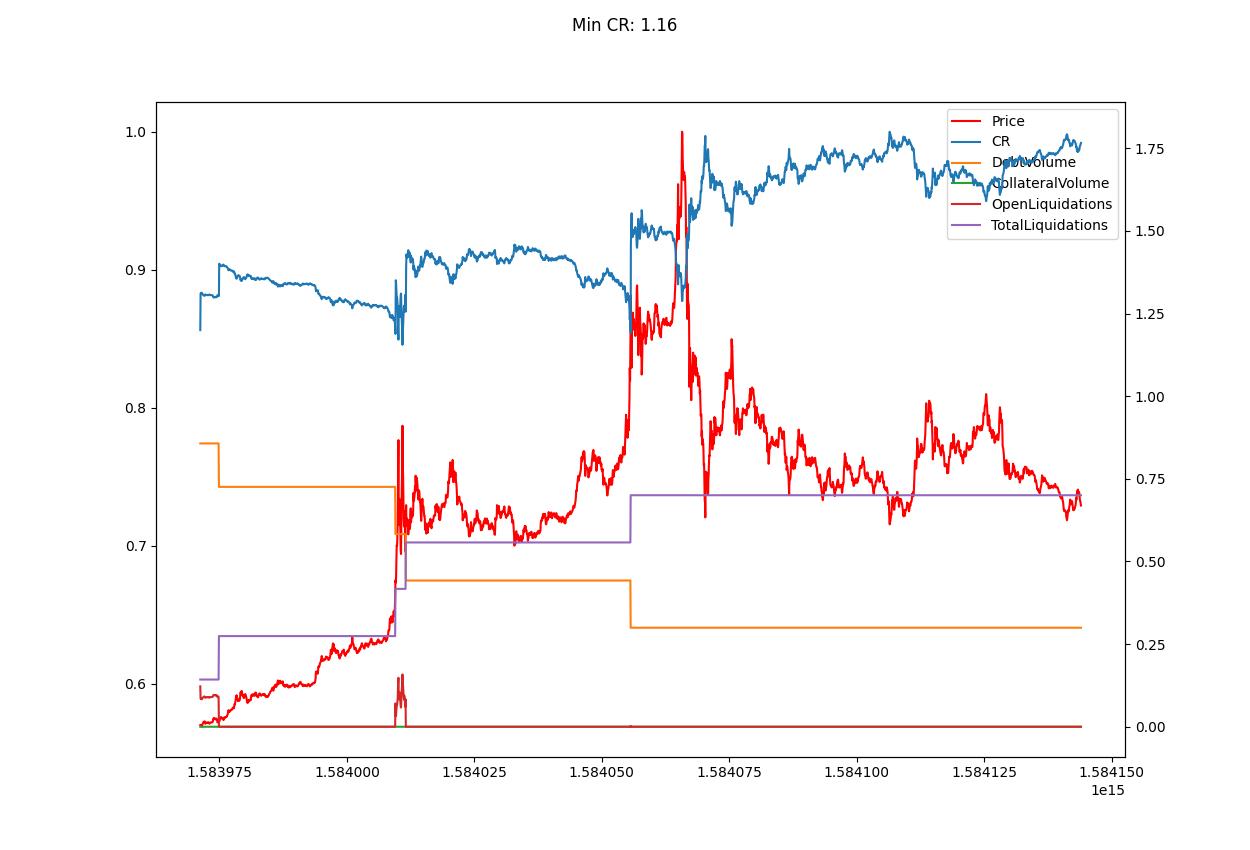 Min CR: 1.16
1.0
0.9
0.8
0.7
0.6
1.75
1.50
1.25
1.00
0.75
0.50
0.25
0.00
Price
CR
DebtVolume
CollateralVolume
OpenLiquidations
TotalLiquidations
1.583975 1.584000 1.584025 1.584050 1.584075 1.584100 1.584125 1.584150
1e15